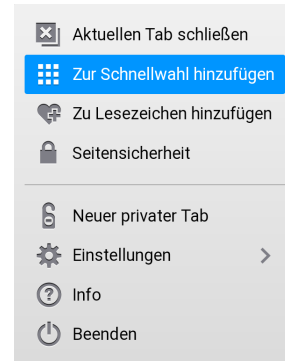 Aktuellen Tab schließen
Zur Schnellwahl hinzufügen
Zu Lesezeichen hinzufügen
Seitensicherheit
Neuer privater Tab
Einstellungen
Info
Beenden